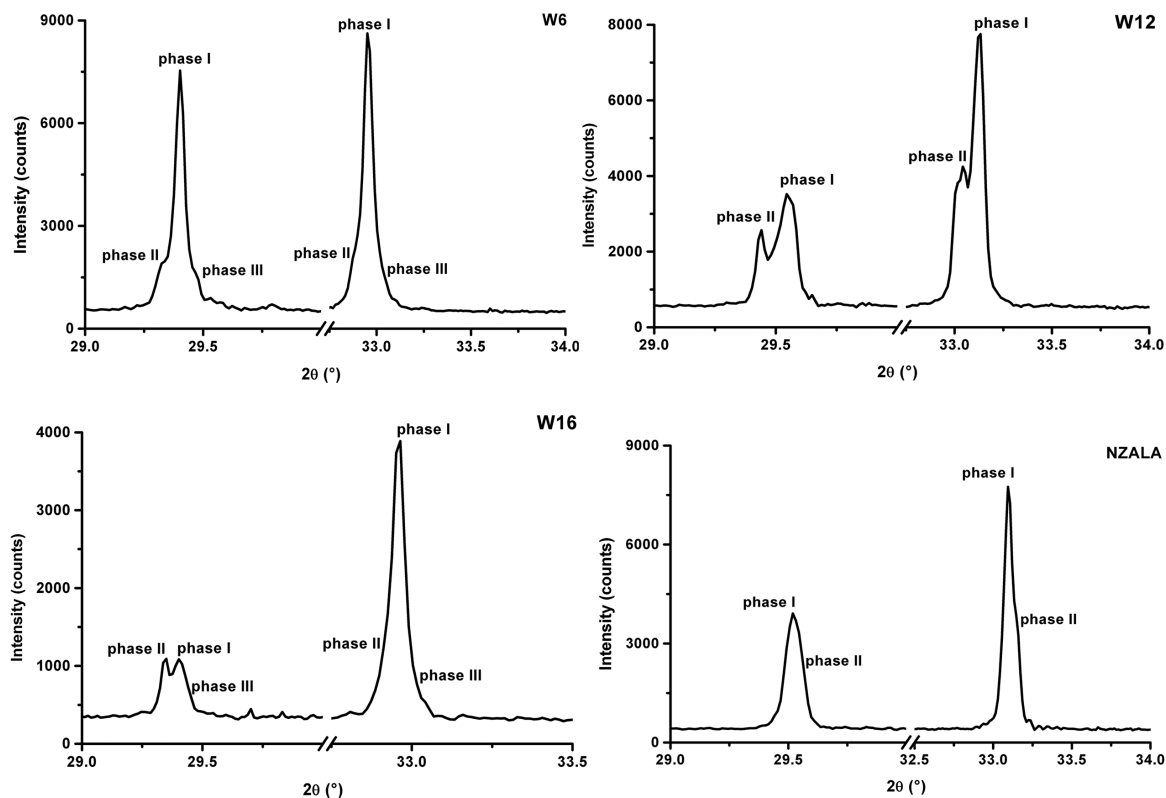 W6
9000
6000
3000
0
Intensity (counts)
phase I
phase I
phase II
phase III
phase II
phase III
29.0
29.5
33.0
33.5
34.0
2θ (°)
W12
8000
6000
4000
2000
0
Intensity (counts)
phase I
phase II
phase I
phase II
29.0
29.5
33.0
33.5
34.0
2θ (°)
W16
4000
3000
2000
1000
0
Intensity (counts)
phase I
phase II
phase I
phase III
phase II
phase III
29.0
29.5
33.0
33.5
2θ (°)
NZALA
9000
6000
3000
0
Intensity (counts)
phase I
phase I
phase II
phase II
29.0
29.5
32.5
33.0
33.5
34.0
2θ (°)